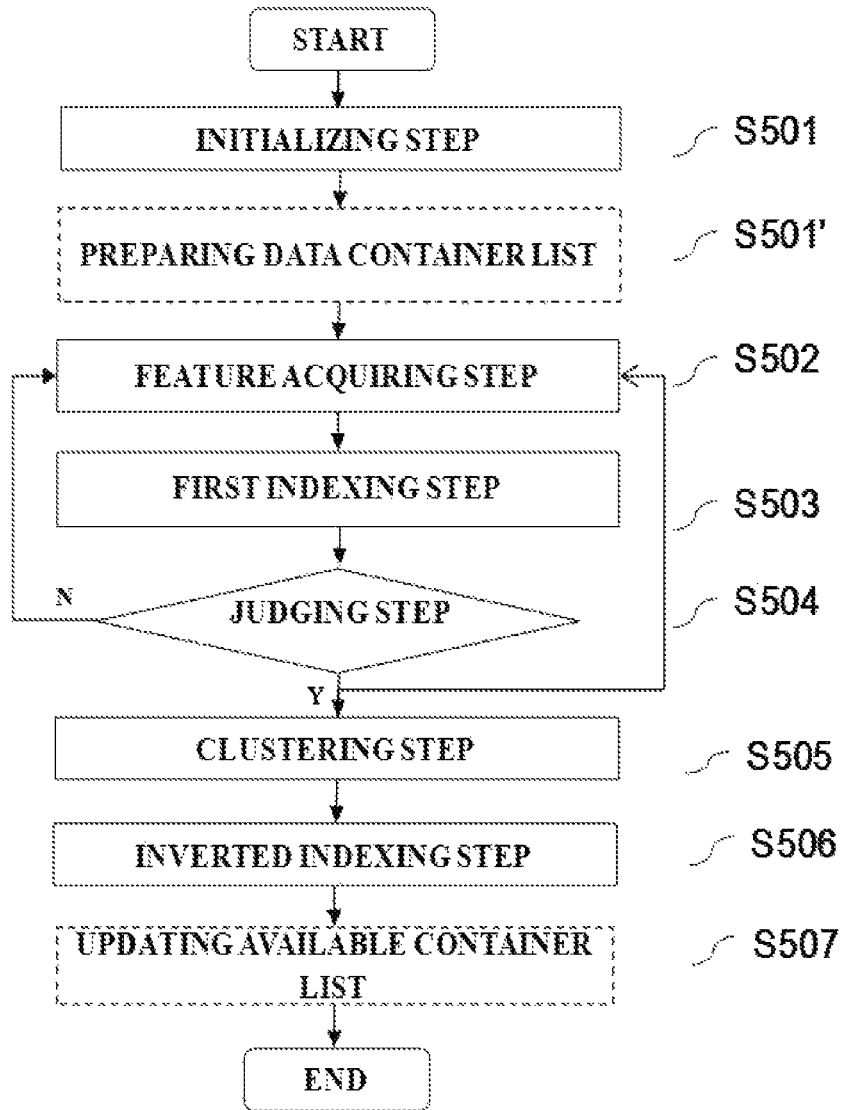 START
INITIALIZING STEP
S501
PREPARING DATA CONTAINER LIST
S501'
FEATURE ACQUIRING STEP
S502
FIRST INDEXING STEP
S503
N
JUDGING STEP
S504
Y
CLUSTERING STEP
S505
INVERTED INDEXING STEP
S506
UPDATING AVAILABLE CONTAINER
LIST
S507
END